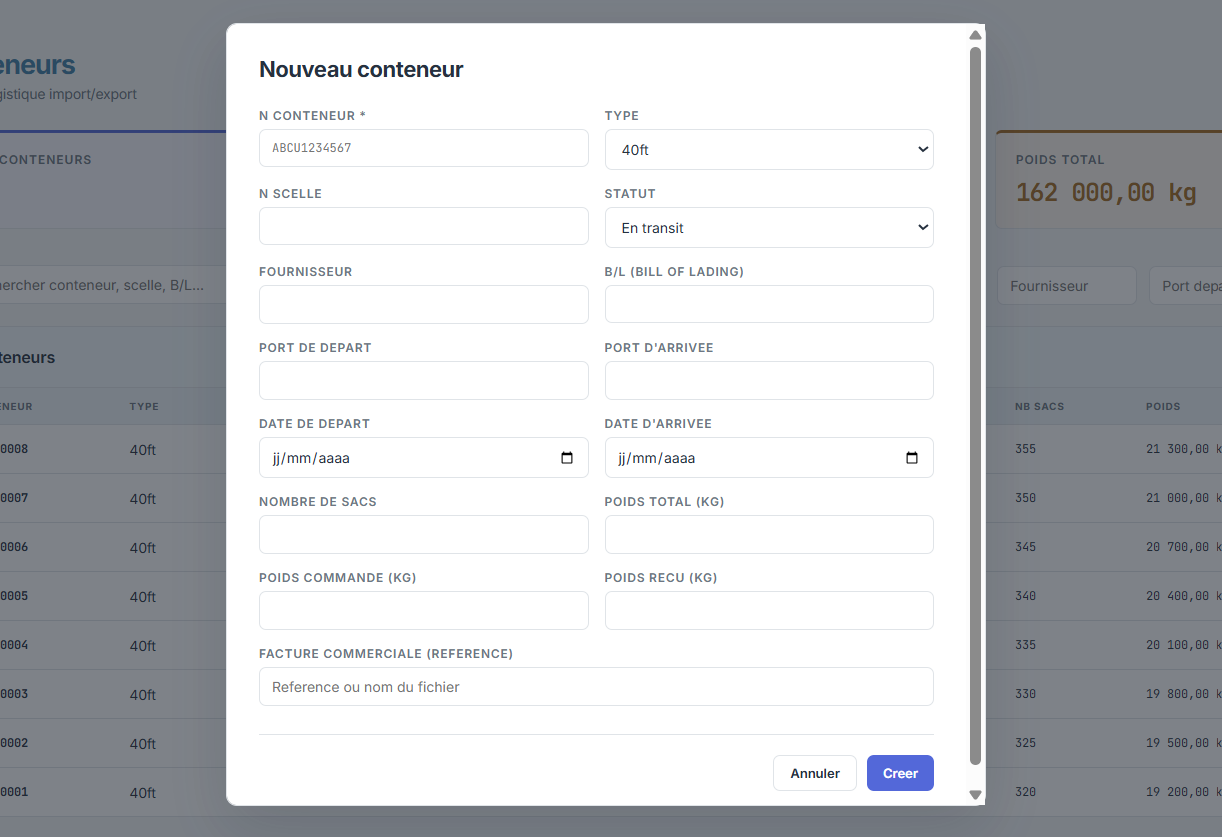 Nouveau conteneur
N CONTENEUR * TYPE
ABCU1234567 40ft
N SCELLE STATUT
En transit
FOURNISSEUR B/L (BILL OF LADING)
PORT DE DEPART PORT D'ARRIVEE
DATE DE DEPART DATE D'ARRIVEE
jj/mm/aaaa jj/mm/aaaa
NOMBRE DE SACS POIDS TOTAL (KG)
POIDS COMMANDE (KG) POIDS RECU (KG)
FACTURE COMMERCIALE (REFERENCE)
Reference ou nom du fichier
Annuler Creer
eneurs
gistique import/export
CONTENEURS POIDS TOTAL
162 000,00 kg
hercher conteneur, scelle, B/L... Fournisseur Port depa
teneurs
ENEUR TYPE NB SACS POIDS
0008 40ft 355 21 300,00 k
0007 40ft 350 21 000,00 k
0006 40ft 345 20 700,00 k
0005 40ft 340 20 400,00 k
0004 40ft 335 20 100,00 k
0003 40ft 330 19 800,00 k
0002 40ft 325 19 500,00 k
0001 40ft 320 19 200,00 k